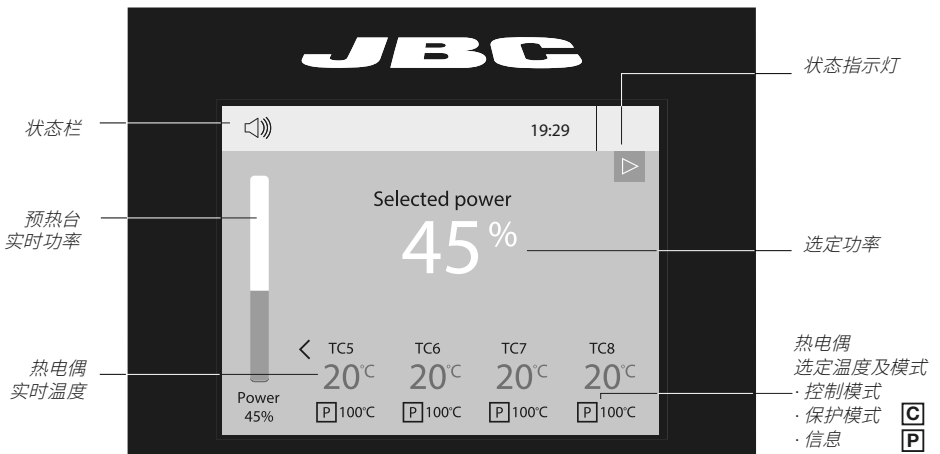 JBC
状态指示灯
状态栏
19:29
预热台
实时功率
Selected power
45%
选定功率
热电偶
实时温度
TC5 TC6 TC7 TC8
20℃ 20℃ 20℃ 20℃
P 100℃ P 100℃ P 100℃ P 100℃
Power
45%
热电偶
选定温度及模式
· 控制模式
· 保护模式 C
· 信息 P